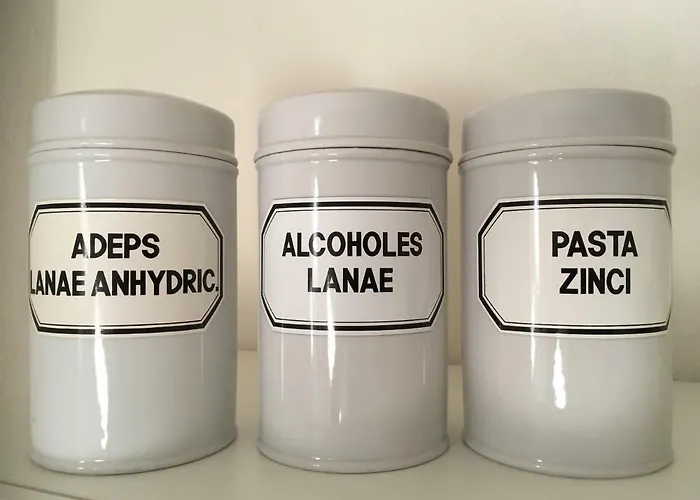 ADEPS
LANAE ANHYDRIC.
ALCOHOLES
LANAE
PASTA
ZINCI